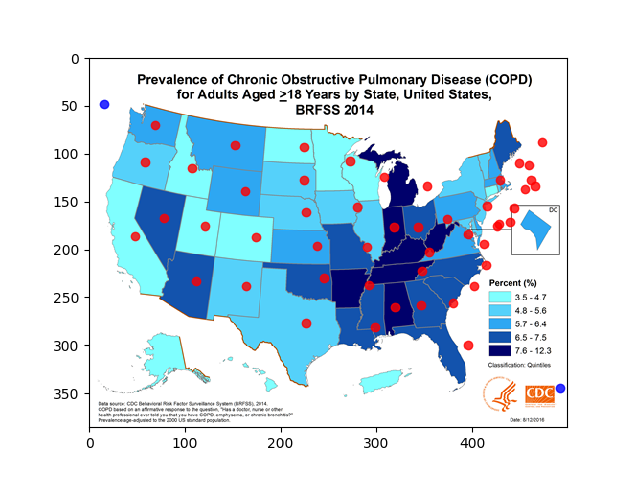 Prevalence of Chronic Obstructive Pulmonary Disease (COPD)
for Adults Aged >18 Years by State, United States,
BRFSS 2014
0
50
100
150
200
250
300
350
DC
Percent (%)
3.5 - 4.7
4.8 - 5.6
5.7 - 6.4
6.5 - 7.5
7.6 - 12.3
Classification: Quintiles
CDC
Data source: CDC Behavioral Risk Factor Surveillance System (BRFSS), 2014.
COPD based on an affirmative response to the question, "Has a doctor, nurse or other
health professional ever told you that you have COPD, emphysema, or chronic bronchitis?"
Prevalence age-adjusted to the 2000 US standard population.
Date: 8/12/2016
0 100 200 300 400